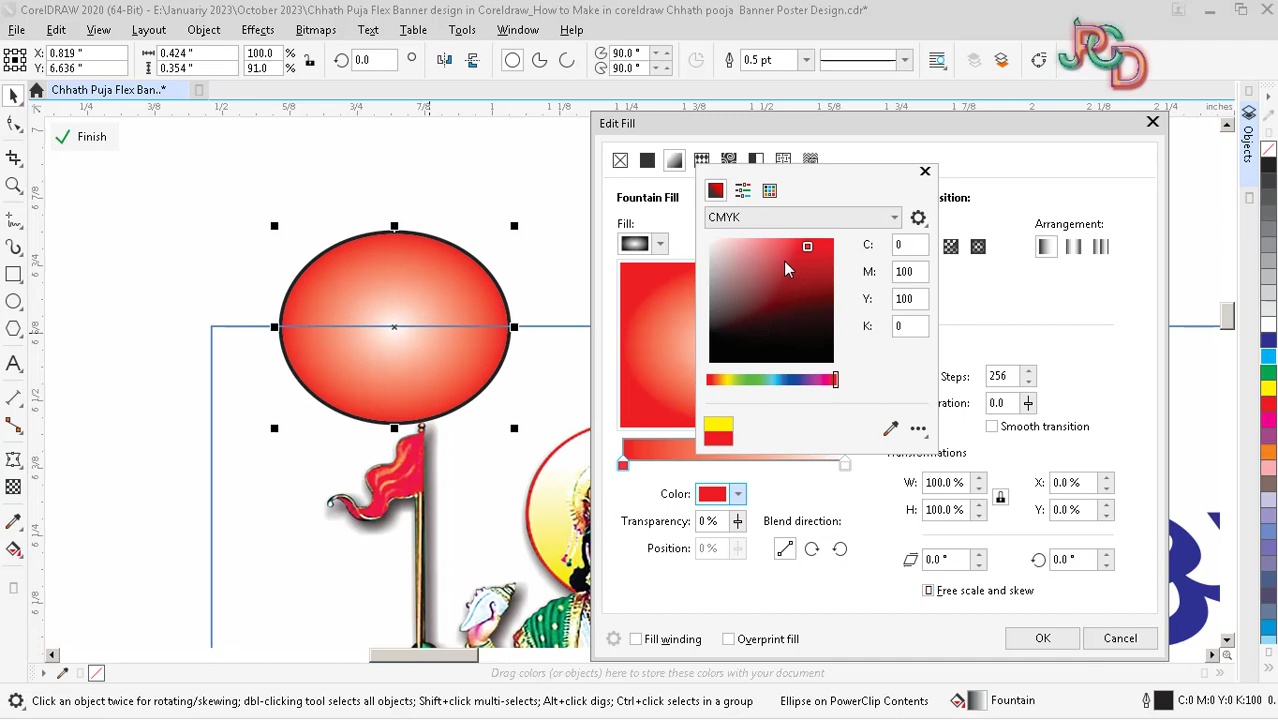 CorelDRAW 2020 (64-Bit) - E:\Januariy 2023\October 2023\Chhath Puja Flex Banner design in Coreldraw_How to Make in coreldraw Chhath pooja  Banner Poster Design.cdr*
File Edit View Layout Object Effects Bitmaps Text Table Tools Window Help
X: 0.819 " 0.424 " 100.0 % 0.0 90.0 ° 0.5 pt
Y: 6.636 " 0.354 " 91.0 % 90.0 °
JCD
Chhath Puja Flex Ban..*
1/4 3/8 1/2 5/8 3/4 7/8 1 1 1/8 1 1/4 1 3/8 1 1/2 1 5/8 1 3/4 1 7/8 2 2 1/8 2 1/4 inches
Finish
Objects
Edit Fill
Fountain Fill
Fill:
Arrangement:
CMYK
C: 0
M: 100
Y: 100
K: 0
Steps: 256
0.0
Smooth transition
Transformations
W: 100.0 % X: 0.0 %
H: 100.0 % Y: 0.0 %
0.0 ° 0.0 °
Free scale and skew
Color:
Transparency: 0 % Blend direction:
Position: 0 %
Fill winding Overprint fill
OK Cancel
Drag colors (or objects) here to store these colors with your document
Click an object twice for rotating/skewing; dbl-clicking tool selects all objects; Shift+click multi-selects; Alt+click digs; Ctrl+click selects in a group Ellipse on PowerClip Contents Fountain C:0 M:0 Y:0 K:100 0.